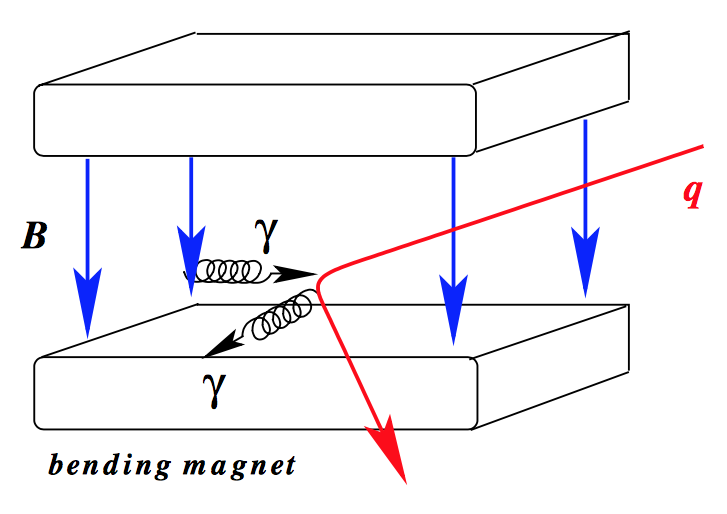 q
B
γ
γ
bending magnet